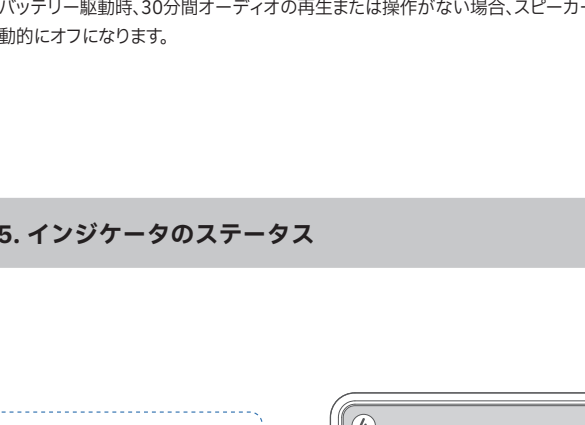 バッテリー駆動時、30分間オーディオの再生または操作がない場合、スピーカー
動的にオフになります。
5. インジケータのステータス